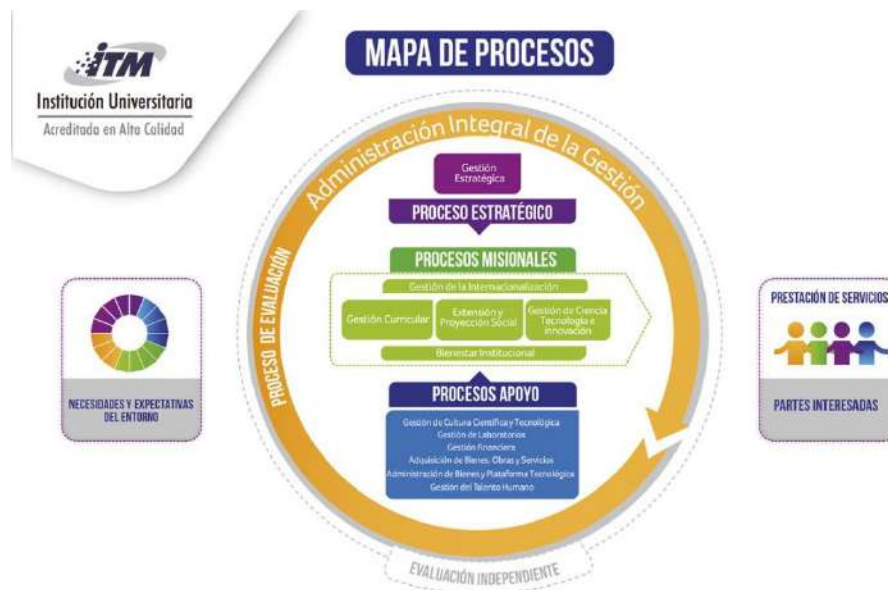 iTM
Institución Universitaria
Acreditada en Alta Calidad
MAPA DE PROCESOS
Administración Integral de la Gestión
PROCESO DE EVALUACIÓN
Gestión
Estratégica
PROCESO ESTRATÉGICO
PROCESOS MISIONALES
Gestión de la Internacionalización
Gestión Curricular
Extensión y
Proyección Social
Gestión de Ciencia
Tecnología e
innovación
Bienestar Institucional
PROCESOS APOYO
Gestión de Cultura Científica y Tecnológica
Gestión de Laboratorios
Gestión Financiera
Adquisición de Bienes, Obras y Servicios
Administración de Bienes y Plataforma Tecnológica
Gestión del Talento Humano
EVALUACIÓN INDEPENDIENTE
NECESIDADES Y EXPECTATIVAS
DEL ENTORNO
PRESTACIÓN DE SERVICIOS
PARTES INTERESADAS